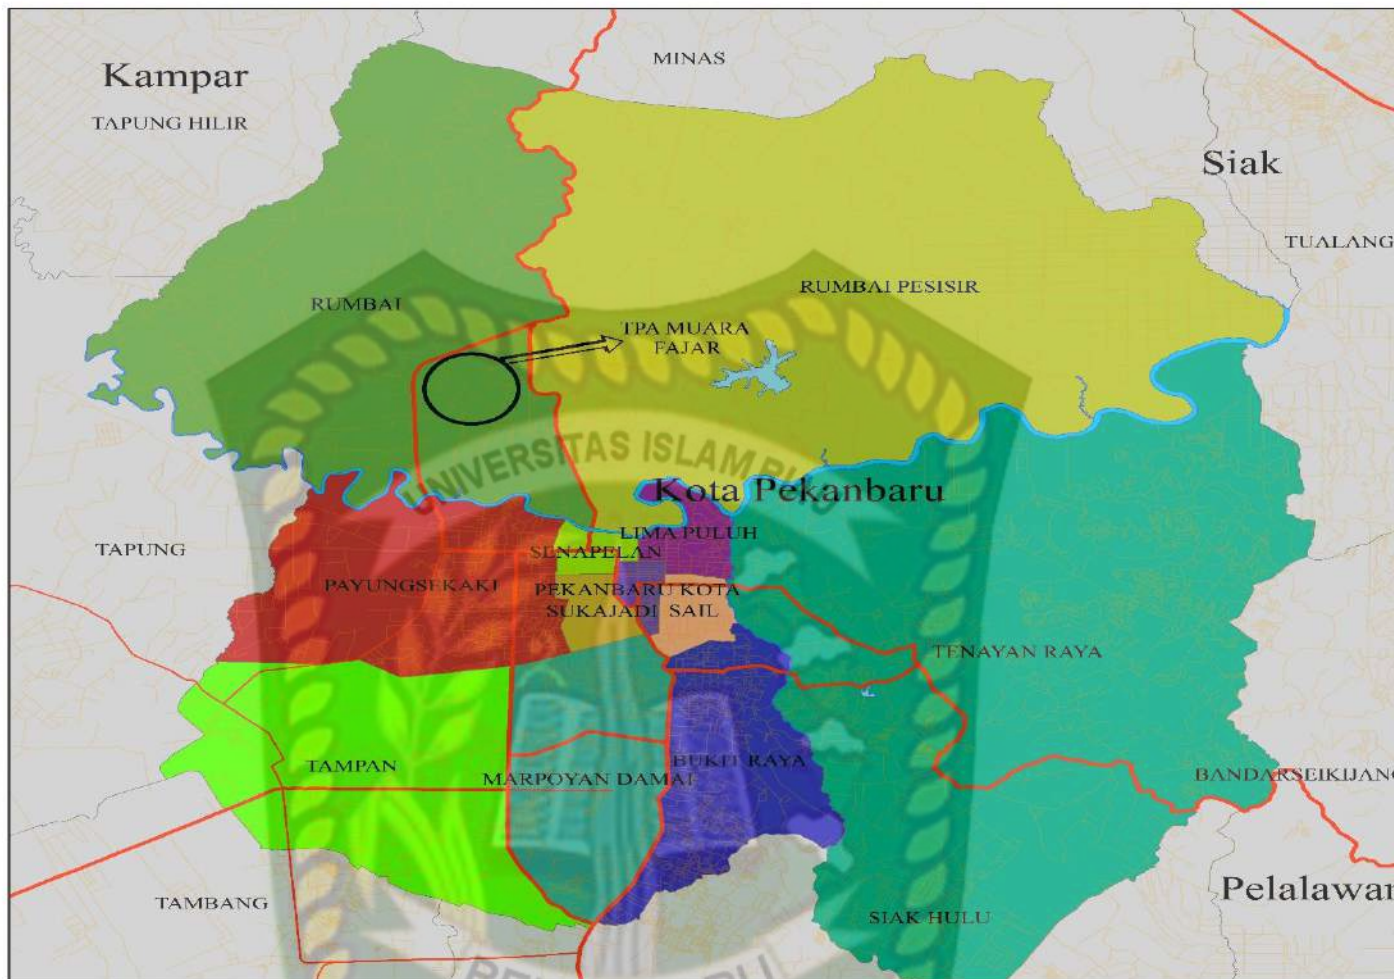 MINAS
Kampar
TAPUNG HILIR
Siak
TUALANG
RUMBAI PESISIR
RUMBAI
TPA MUARA
FAJAR
UNIVERSITAS ISLAM RIAU
Kota Pekanbaru
LIMA PULUH
TAPUNG
SENAPELAN
PAYUNGSEKAKI
PEKANBARU KOTA
SUKAJADI SAIL
TENAYAN RAYA
TAMPAN
MARPOYAN DAMAI
BUKIT RAYA
BANDARSEIKIJANG
Pelalawan
TAMBANG
SIAK HULU